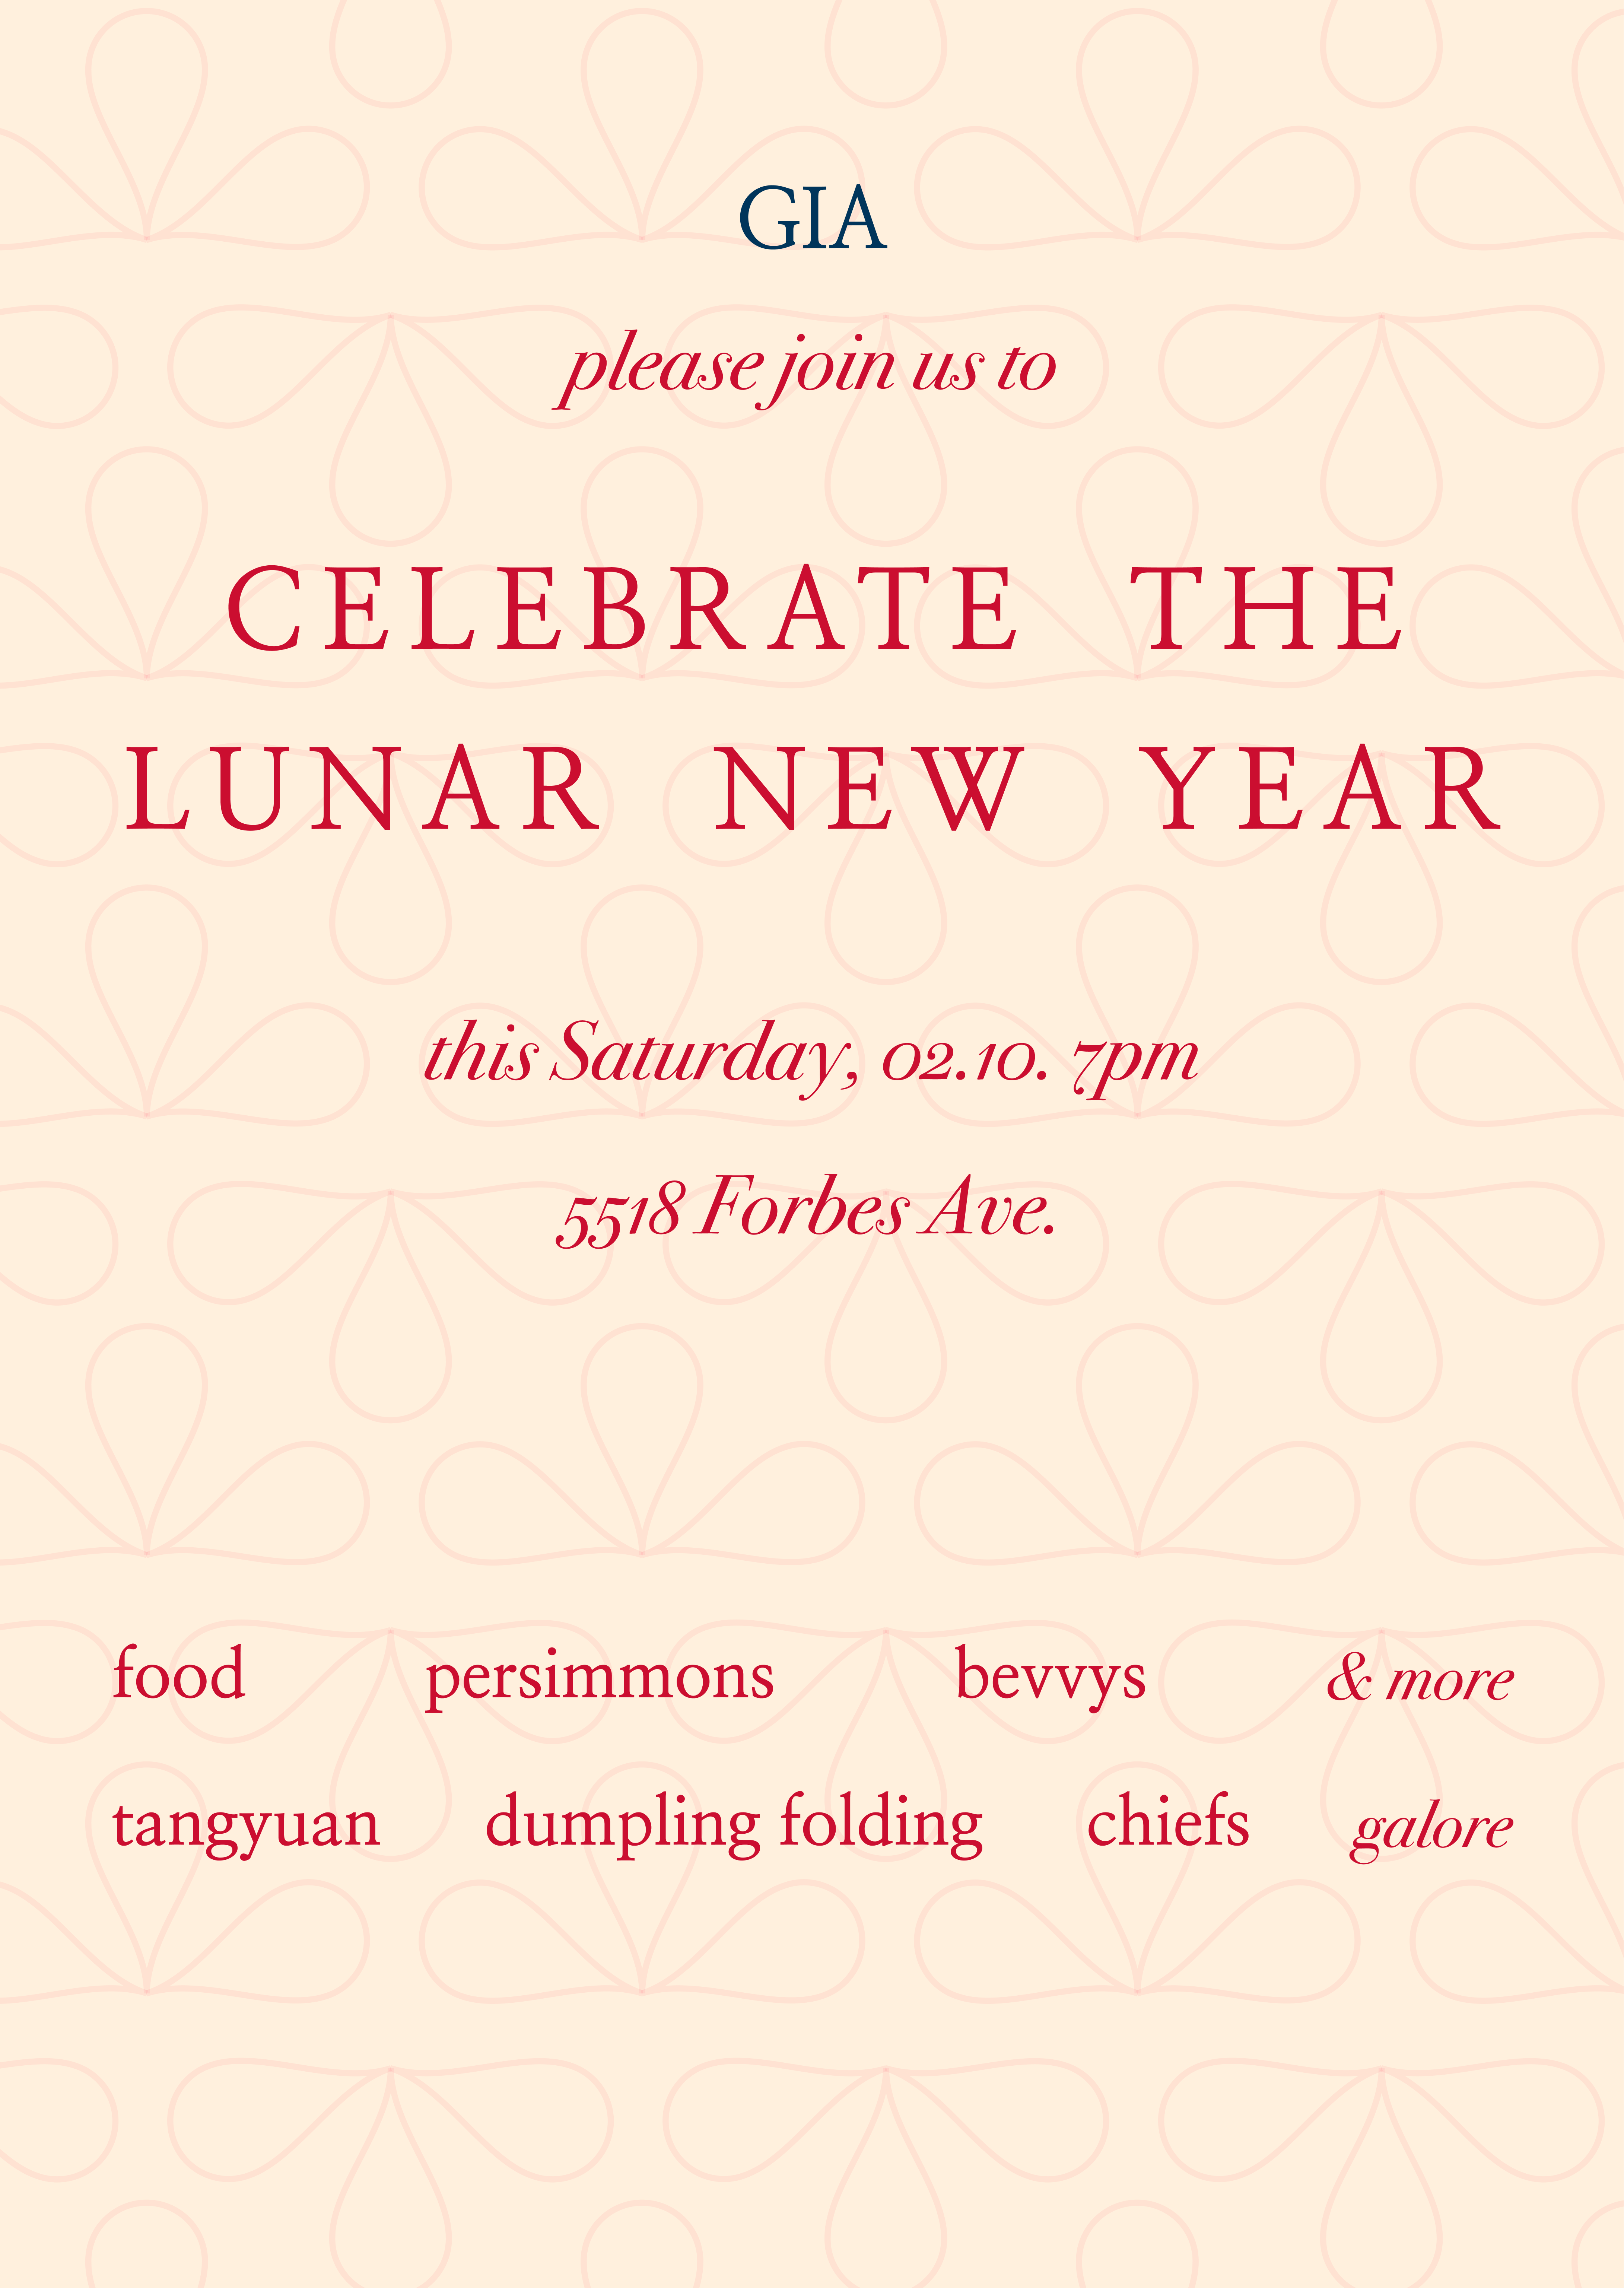 GIA
please join us to
CELEBRATE THE
LUNAR NEW YEAR
this Saturday, 02.10. 7pm
5518 Forbes Ave.
food persimmons bevvys & more
tangyuan dumpling folding chiefs galore